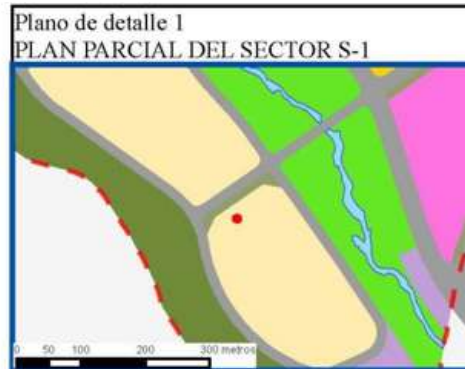 Plano de detalle 1
PLAN PARCIAL DEL SECTOR S-1
0 50 100 200 300 metros